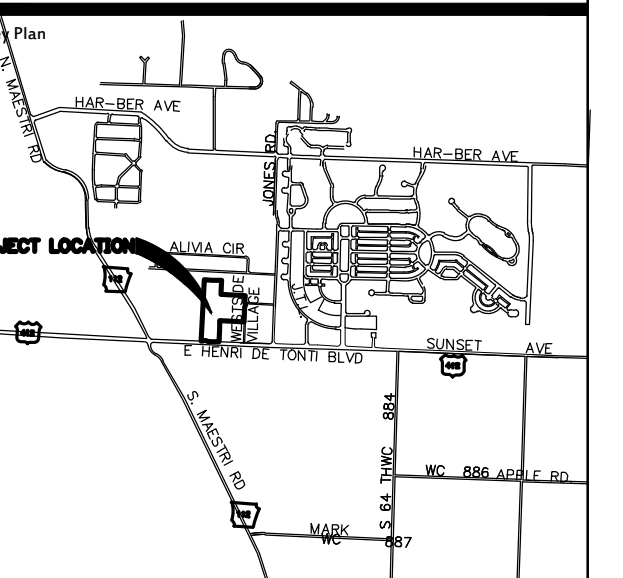 y Plan
N. MAESTRI RD
HAR-BER AVE
HAR-BER AVE
JONES RD.
JECT LOCATION
ALIVIA CIR
112
WESTSIDE
VILLAGE
412
E HENRI DE TONTI BLVD
SUNSET AVE
412
S. MAESTRI RD
S 64 THWC 884
WC 886 APPLE RD.
112
MARK
WC 887